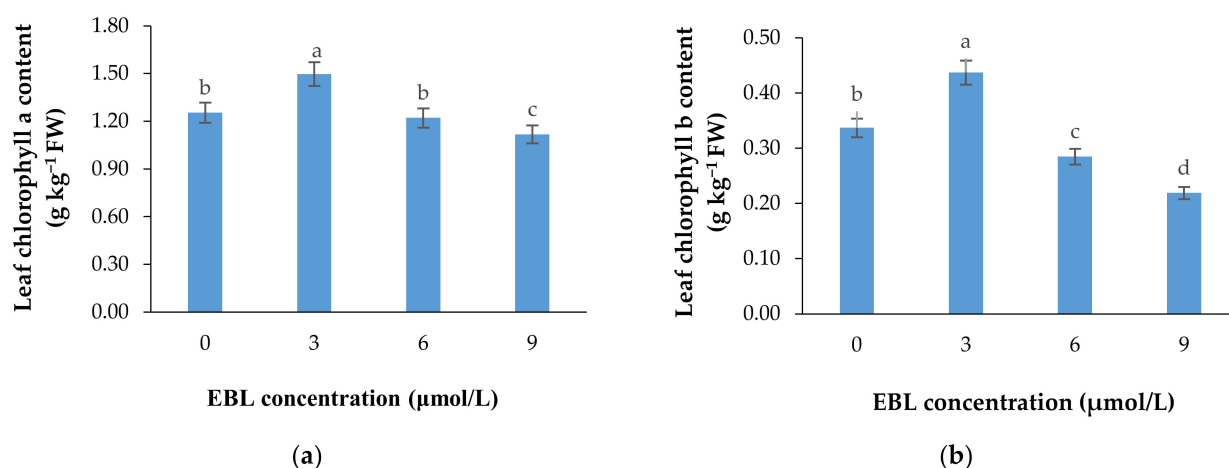 Leaf chlorophyll a content
(g kg⁻¹ FW)
1.80
1.50
1.20
0.90
0.60
0.30
0.00
b
a
b
c
0 3 6 9
EBL concentration (μmol/L)
(a)
Leaf chlorophyll b content
(g kg⁻¹ FW)
0.50
0.40
0.30
0.20
0.10
0.00
b
a
c
d
0 3 6 9
EBL concentration (μmol/L)
(b)